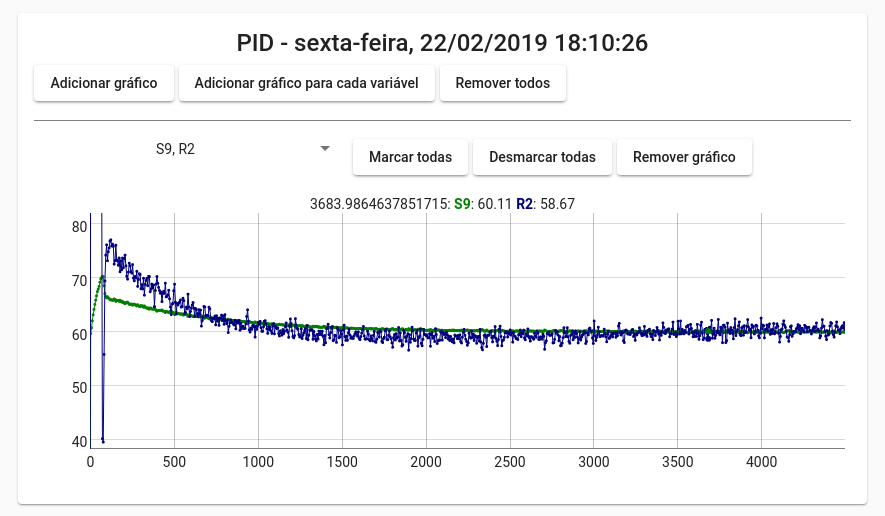 PID - sexta-feira, 22/02/2019 18:10:26
Adicionar gráfico Adicionar gráfico para cada variável Remover todos
S9, R2 Marcar todas Desmarcar todas Remover gráfico
3683.9864637851715: S9: 60.11 R2: 58.67
80
70
60
50
40
0 500 1000 1500 2000 2500 3000 3500 4000